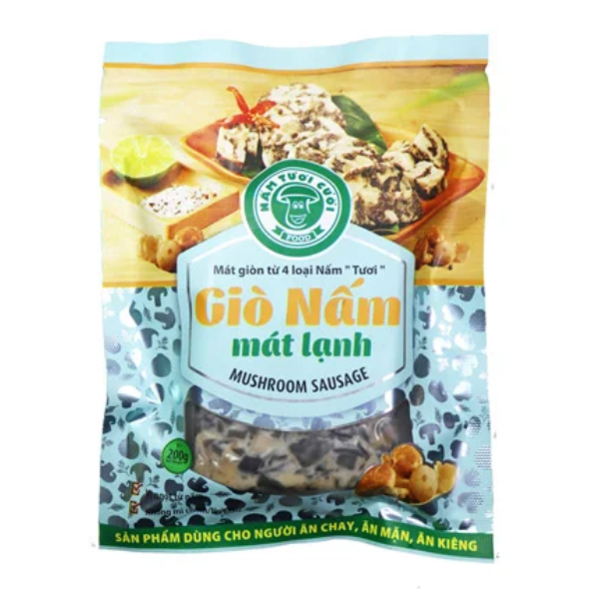 NẤM TƯƠI CƯỜI
FOOD
Mát giòn từ 4 loại Nấm " Tươi "
Giò Nấm
mát lạnh
MUSHROOM SAUSAGE
200g
SẢN PHẨM DÙNG CHO NGƯỜI ĂN CHAY, ĂN MẶN, ĂN KIÊNG